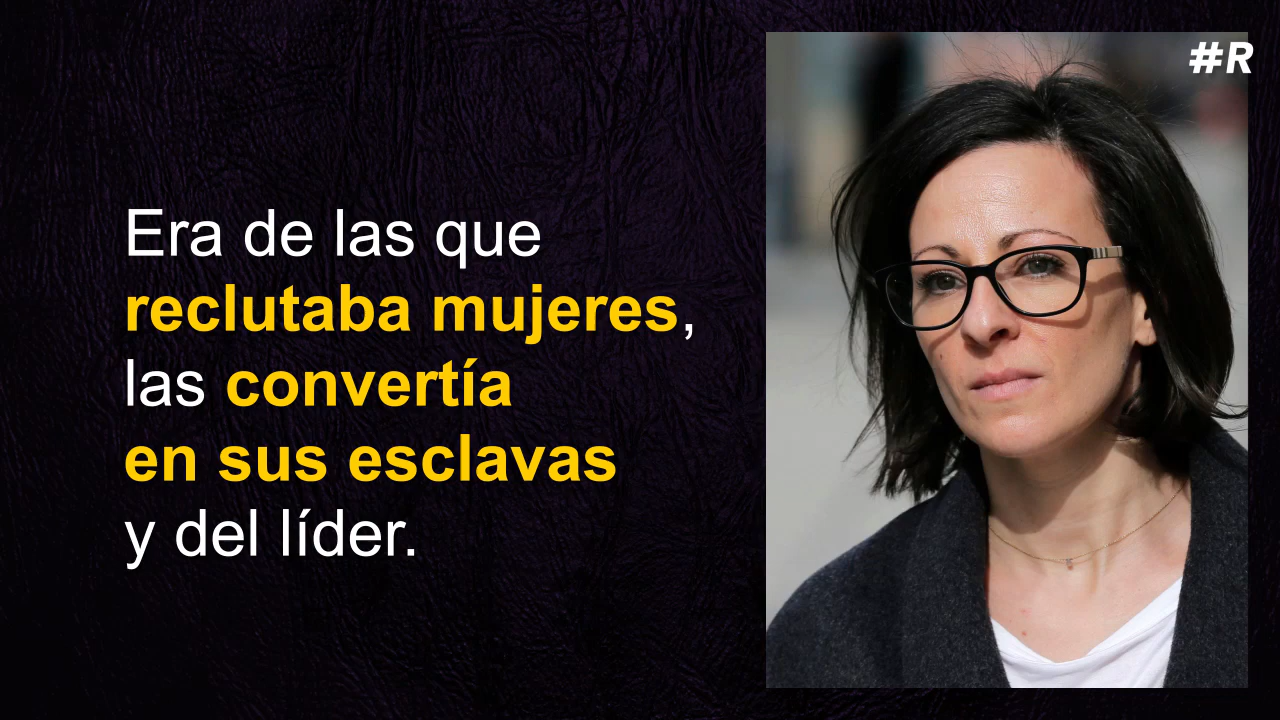 #R
Era de las que
reclutaba mujeres,
las convertía
en sus esclavas
y del líder.